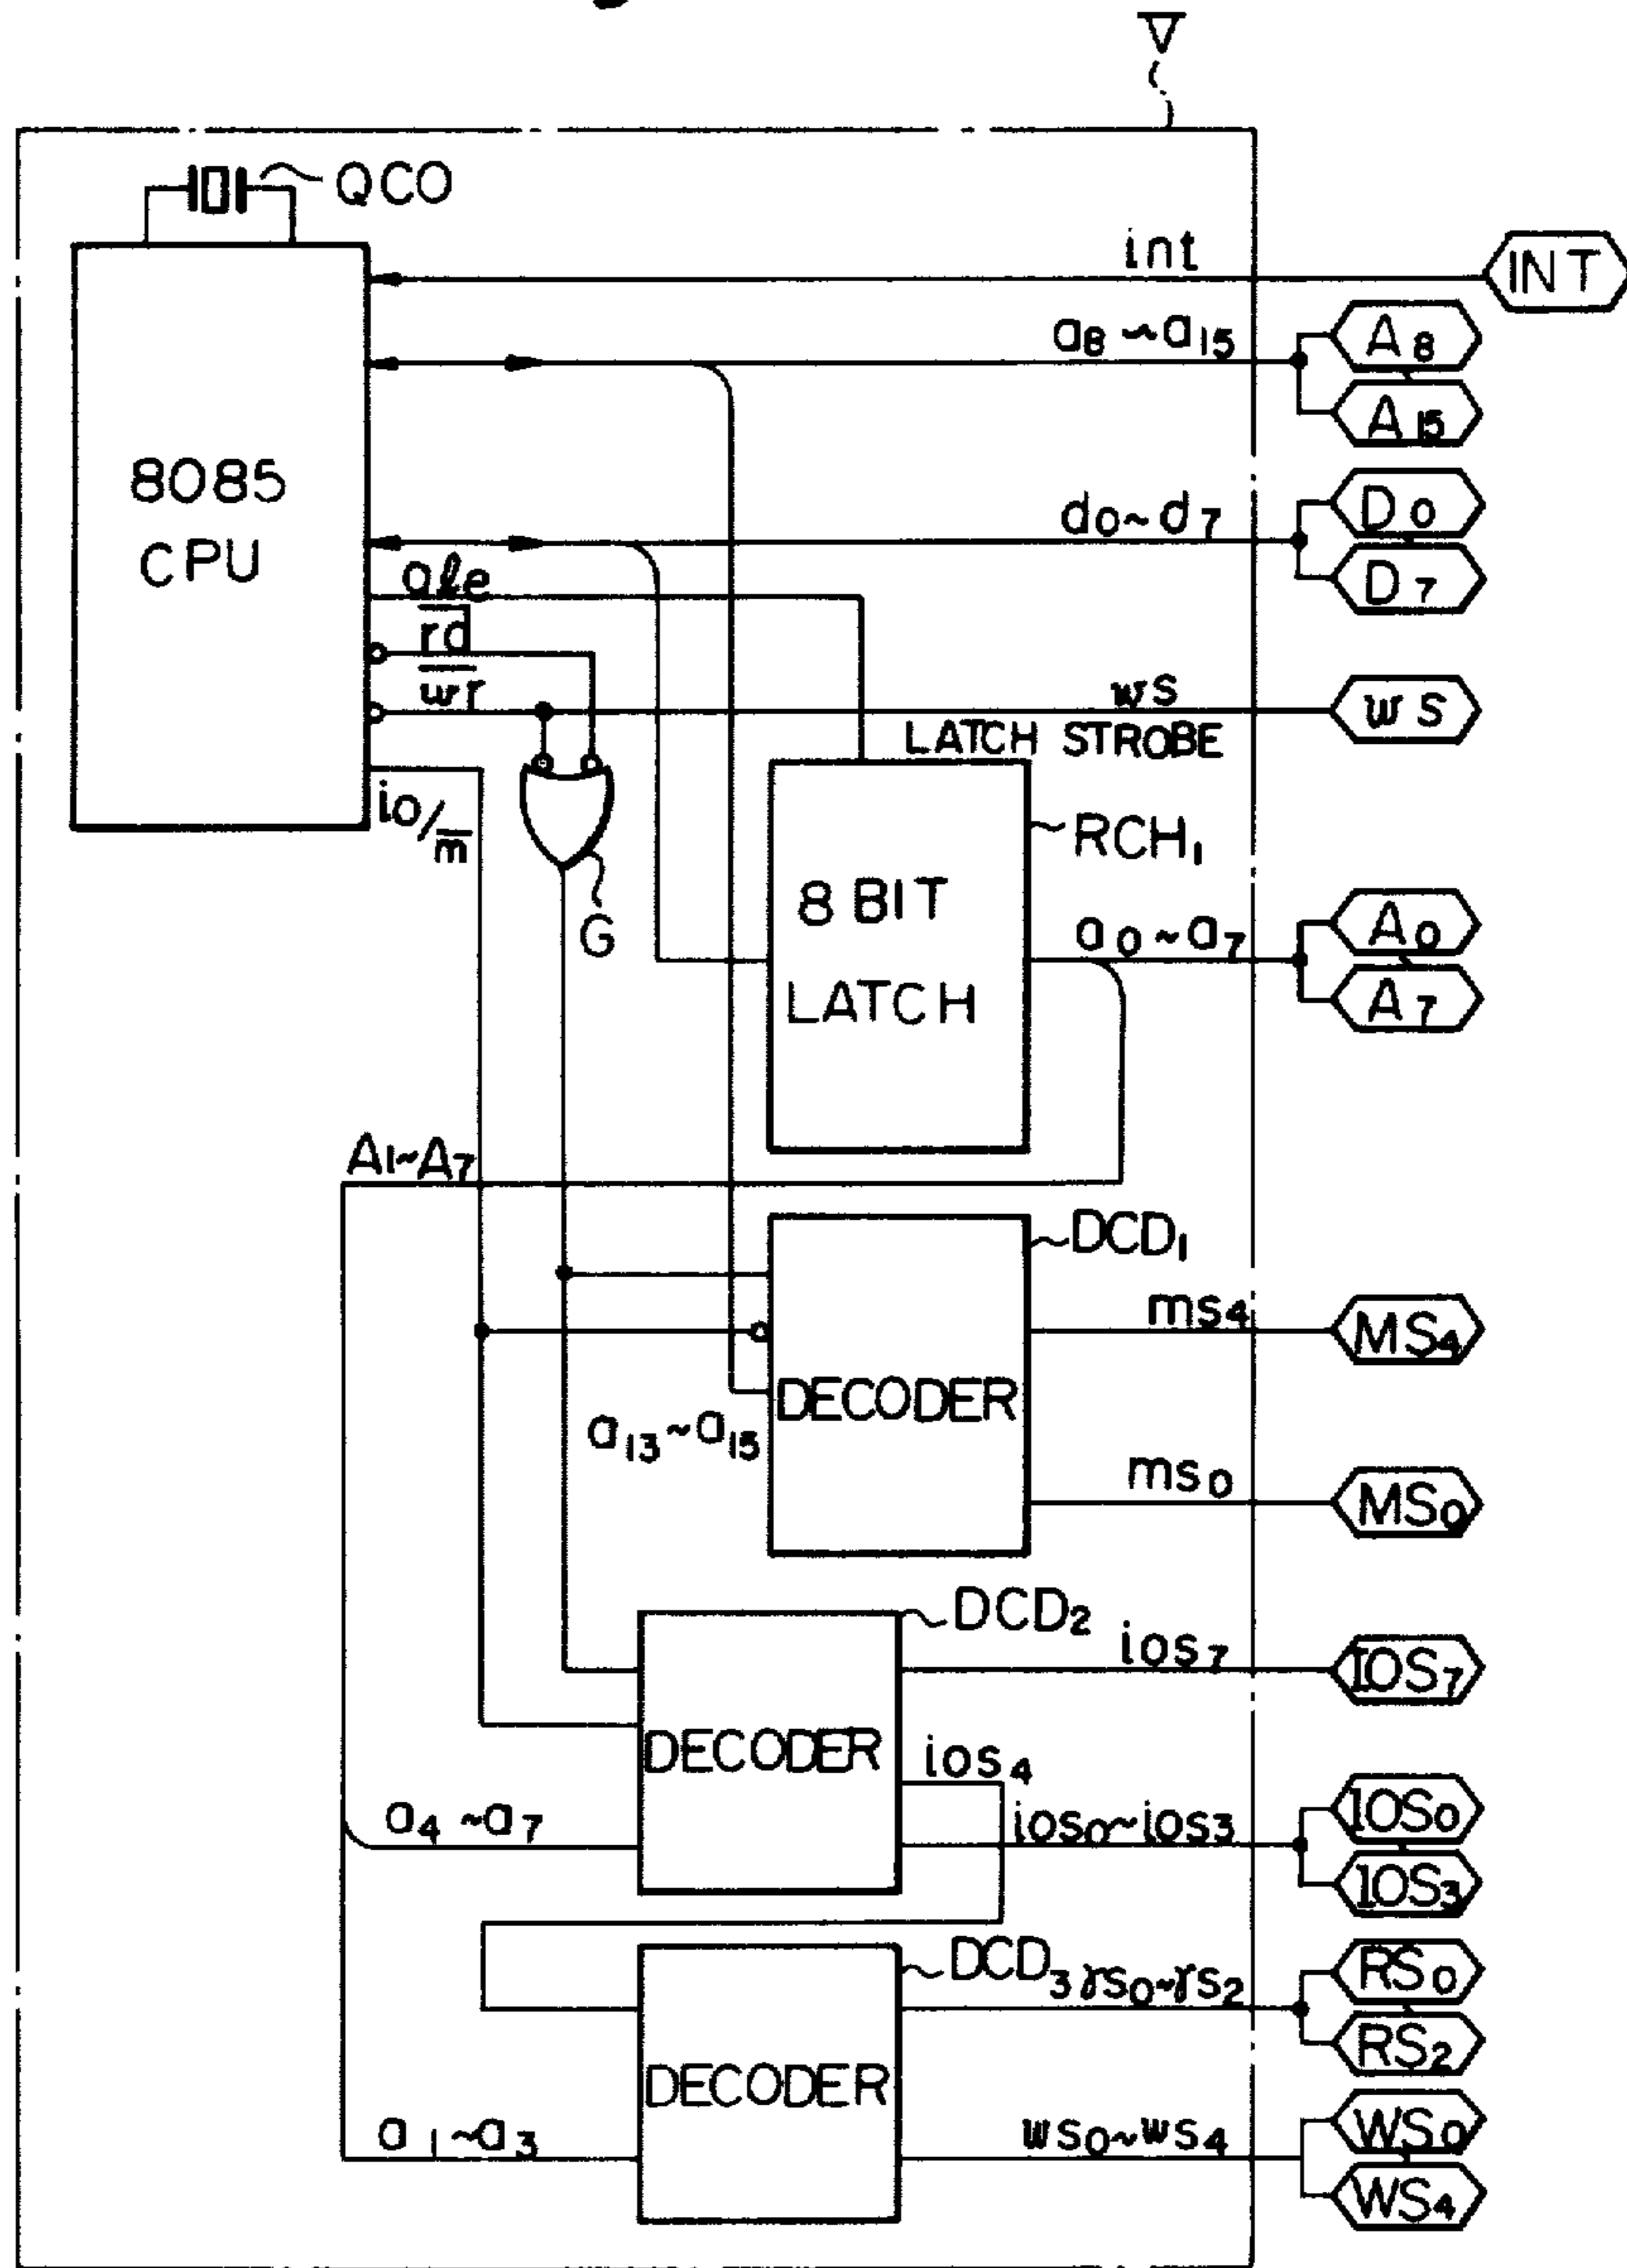 V
QCO
int
INT
a8 ~ a15
A8
A15
8085
CPU
d0~d7
D0
D7
ale
r̅d̅
w̅r̅
ws
WS
LATCH STROBE
io/m̅
RCH1
G
8 BIT
LATCH
a0~a7
A0
A7
A1~A7
DCD1
ms4
MS4
DECODER
a13~a15
ms0
MS0
DCD2
ios7
IOS7
DECODER
ios4
a4~a7
ios0~ios3
IOS0
IOS3
DCD3
rs0~rs2
RS0
RS2
DECODER
a1~a3
ws0~ws4
WS0
WS4